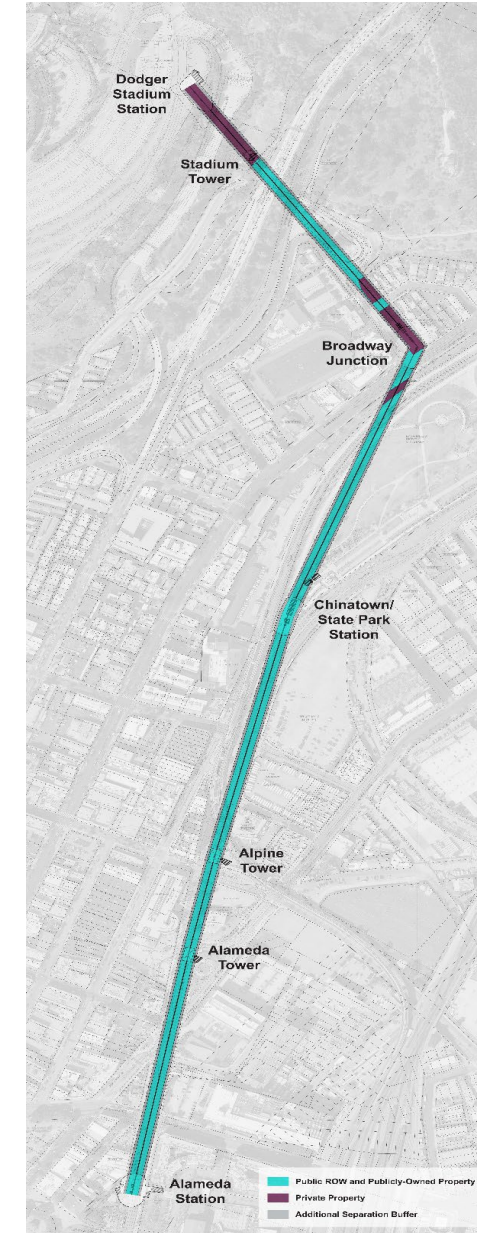 Dodger
Stadium
Station
Stadium
Tower
Broadway
Junction
Chinatown/
State Park
Station
Alpine
Tower
Alameda
Tower
Alameda
Station
Public ROW and Publicly-Owned Property
Private Property
Additional Separation Buffer